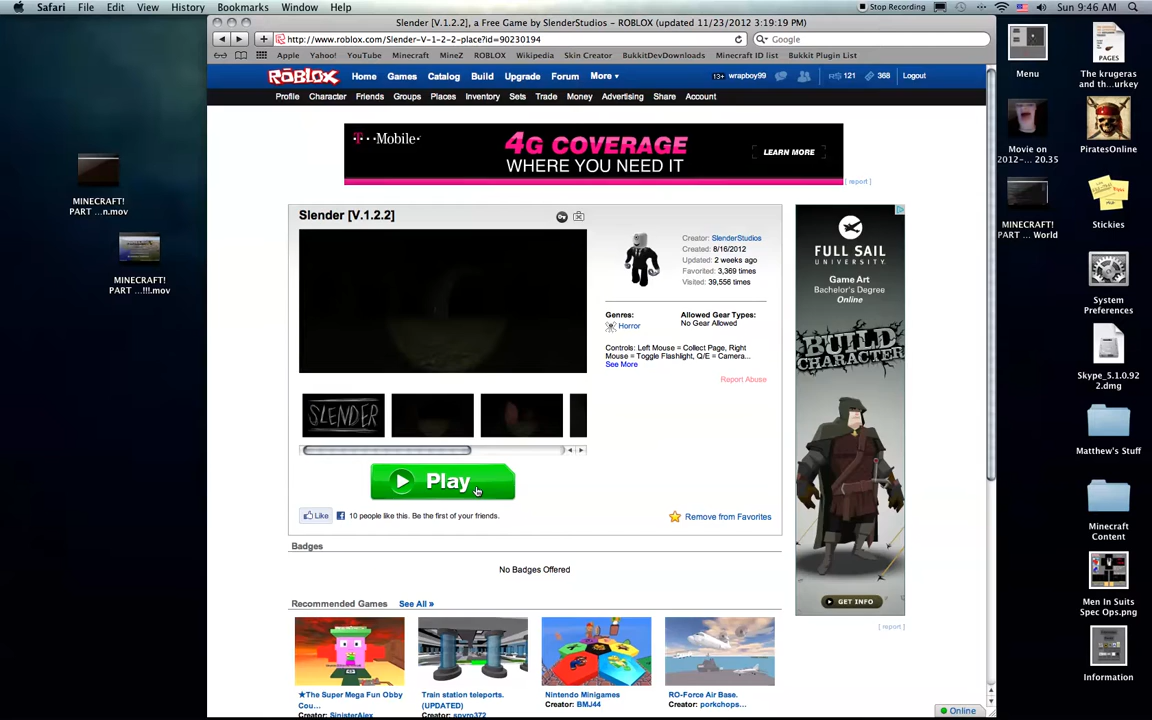 Safari File Edit View History Bookmarks Window Help Stop Recording Sun 9:46 AM
Slender [V.1.2.2], a Free Game by SlenderStudios - ROBLOX (updated 11/23/2012 3:19:19 PM)
http://www.roblox.com/Slender-V-1-2-2-place?id=90230194 Google
Apple Yahoo! YouTube Minecraft MineZ ROBLOX Wikipedia Skin Creator BukkitDevDownloads Minecraft ID list Bukkit Plugin List
ROBLOX Home Games Catalog Build Upgrade Forum More 13+ wrapboy99 R$ 121 368 Logout
Profile Character Friends Groups Places Inventory Sets Trade Money Advertising Share Account
T··Mobile·
4G COVERAGE
WHERE YOU NEED IT
LEARN MORE
[ report ]
Slender [V.1.2.2]
SLENDER
Play
Like 10 people like this. Be the first of your friends.
Creator: SlenderStudios
Created: 8/16/2012
Updated: 2 weeks ago
Favorited: 3,369 times
Visited: 39,556 times
Genres:
Horror
Allowed Gear Types:
No Gear Allowed
Controls: Left Mouse = Collect Page, Right
Mouse = Toggle Flashlight, Q/E = Camera...
See More
Report Abuse
Remove from Favorites
Badges
No Badges Offered
Recommended Games See All »
★The Super Mega Fun Obby
Cou...
Creator: SinisterAlex
Train station teleports.
(UPDATED)
Creator: spyro372
Nintendo Minigames
Creator: BMJ44
RO-Force Air Base.
Creator: porkchops...
FULL SAIL
UNIVERSITY.
Game Art
Bachelor's Degree
Online
BUILD
CHARACTER
GET INFO
[ report ]
Online
MINECRAFT!
PART ...n.mov
MINECRAFT!
PART ...!!!.mov
Menu
Movie on
2012-... 20.35
MINECRAFT!
PART ... World
PAGES
The krugeras
and th...urkey
PiratesOnline
Stickies
System
Preferences
Skype_5.1.0.92
2.dmg
Matthew's Stuff
Minecraft
Content
Men In Suits
Spec Ops.png
Information